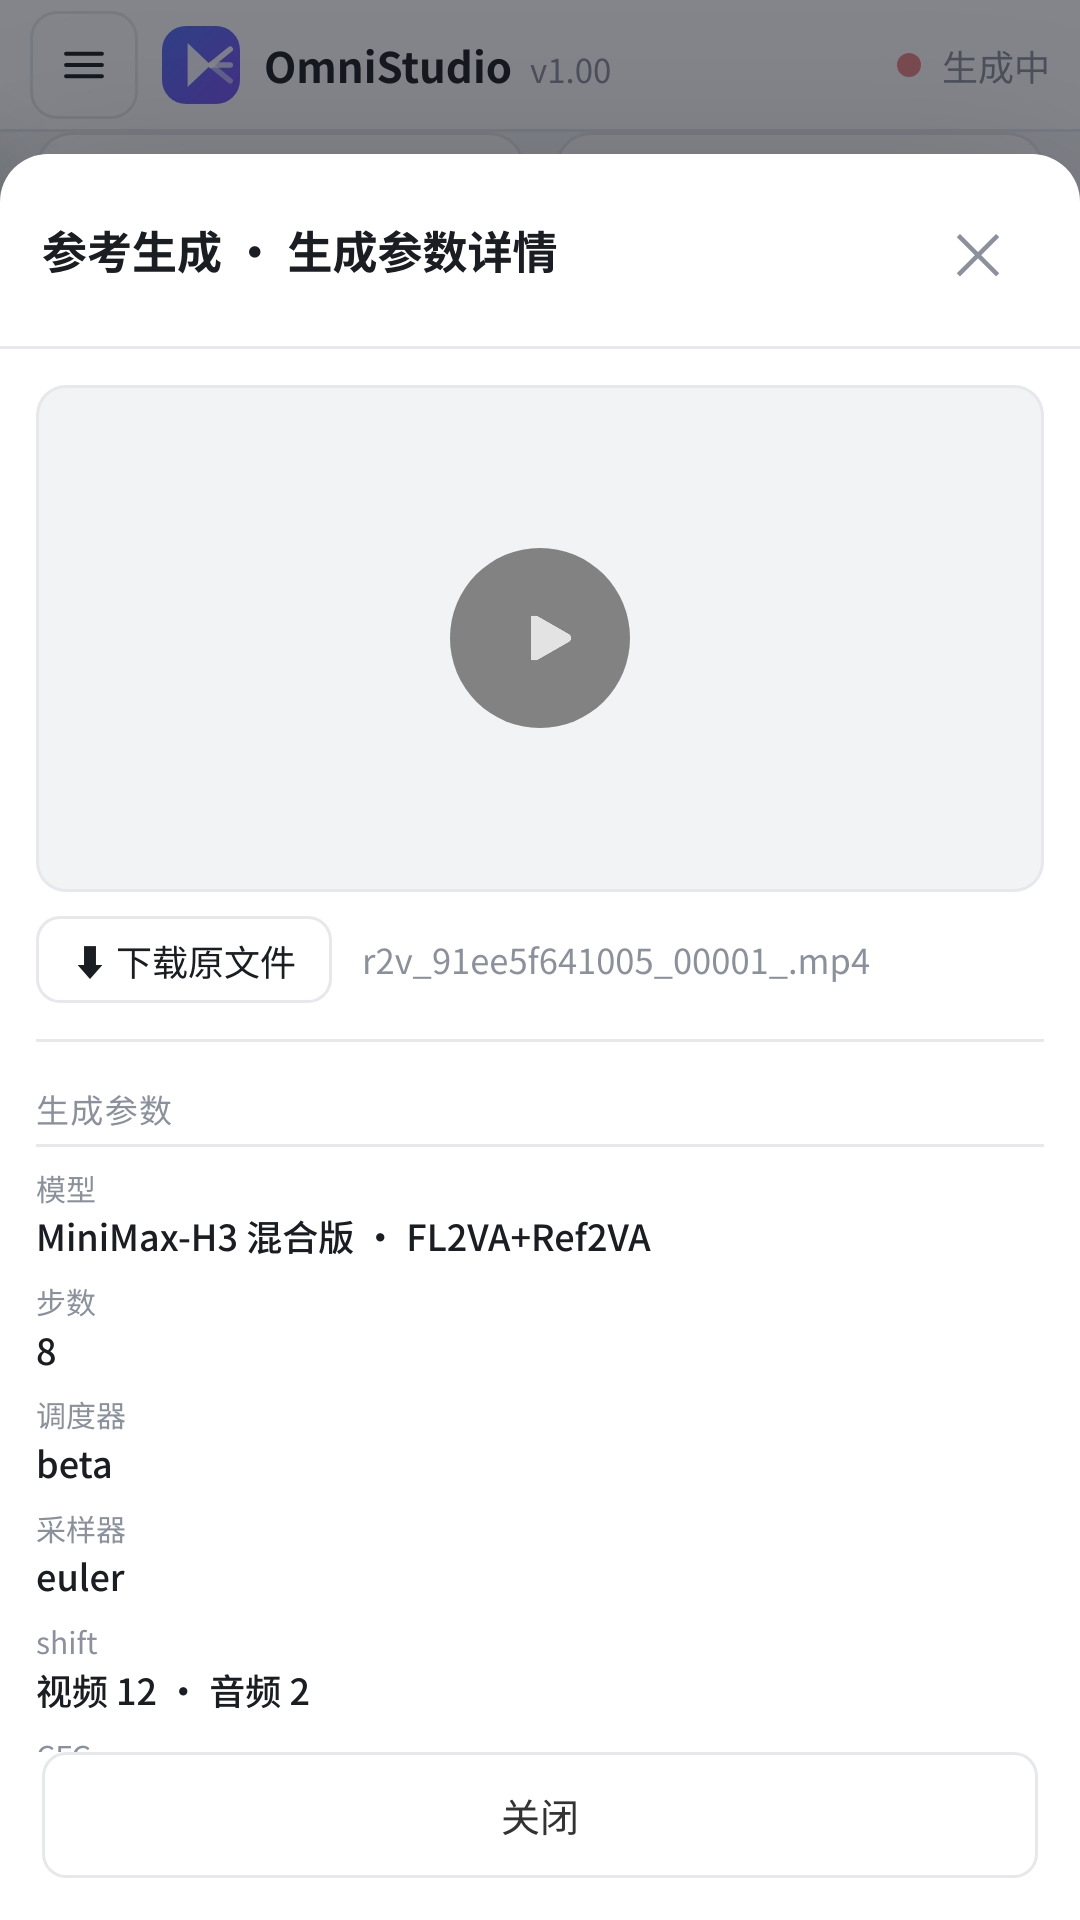 OmniStudio v1.00
生成中
参考生成 · 生成参数详情
下载原文件
r2v_91ee5f641005_00001_.mp4
生成参数
模型
MiniMax-H3 混合版 · FL2VA+Ref2VA
步数
8
调度器
beta
采样器
euler
shift
视频 12 · 音频 2
关闭